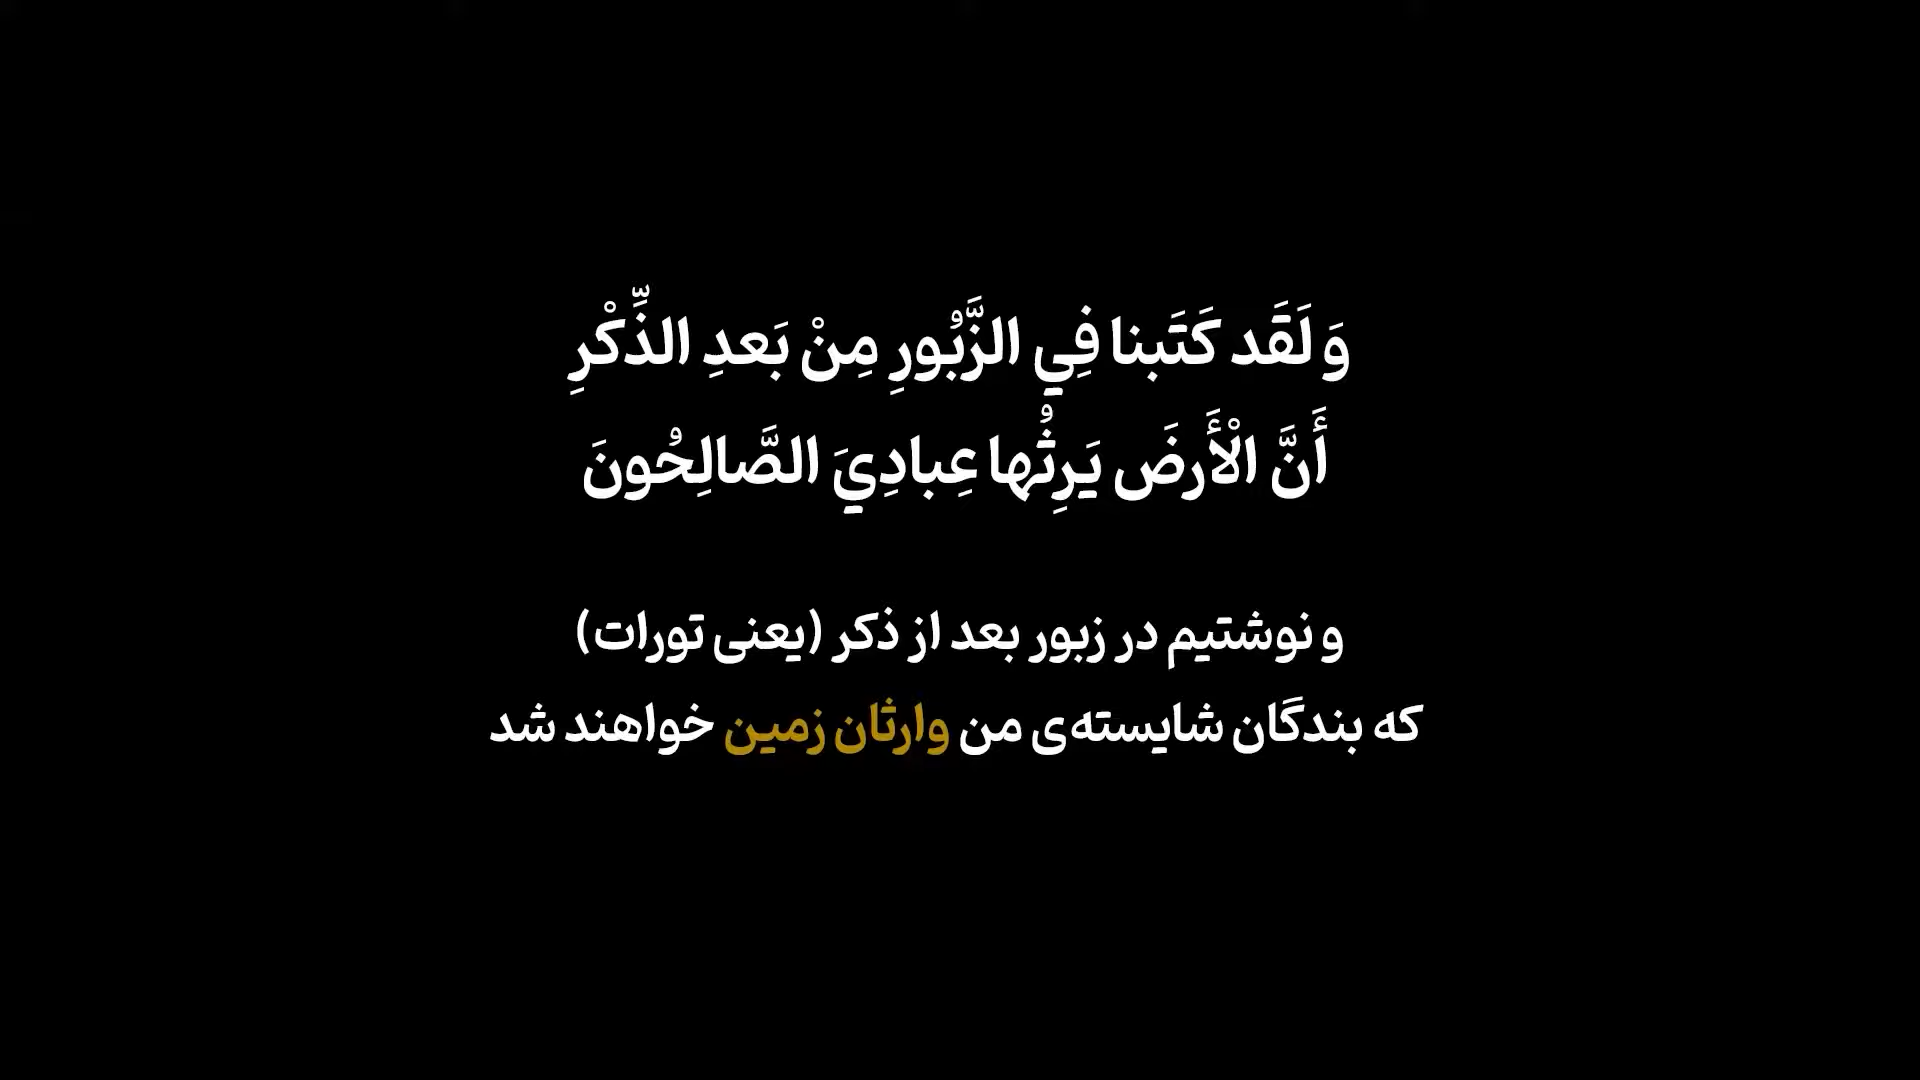 وَ لَقَد كَتَبنا فِي الزَّبُورِ مِنْ بَعدِ الذِّكْرِ
أَنَّ الْأَرضَ يَرِثُها عِبادِيَ الصَّالِحُونَ
و نوشتیم در زبور بعد از ذکر (یعنی تورات)
که بندگان شایسته‌ی من وارثان زمین خواهند شد